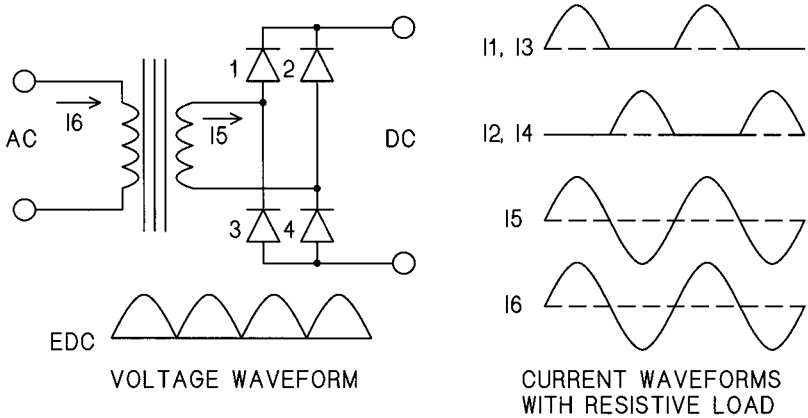 1
2
I1, I3
AC
I6
I5
DC
I2, I4
3
4
I5
I6
EDC
VOLTAGE WAVEFORM
CURRENT WAVEFORMS
WITH RESISTIVE LOAD